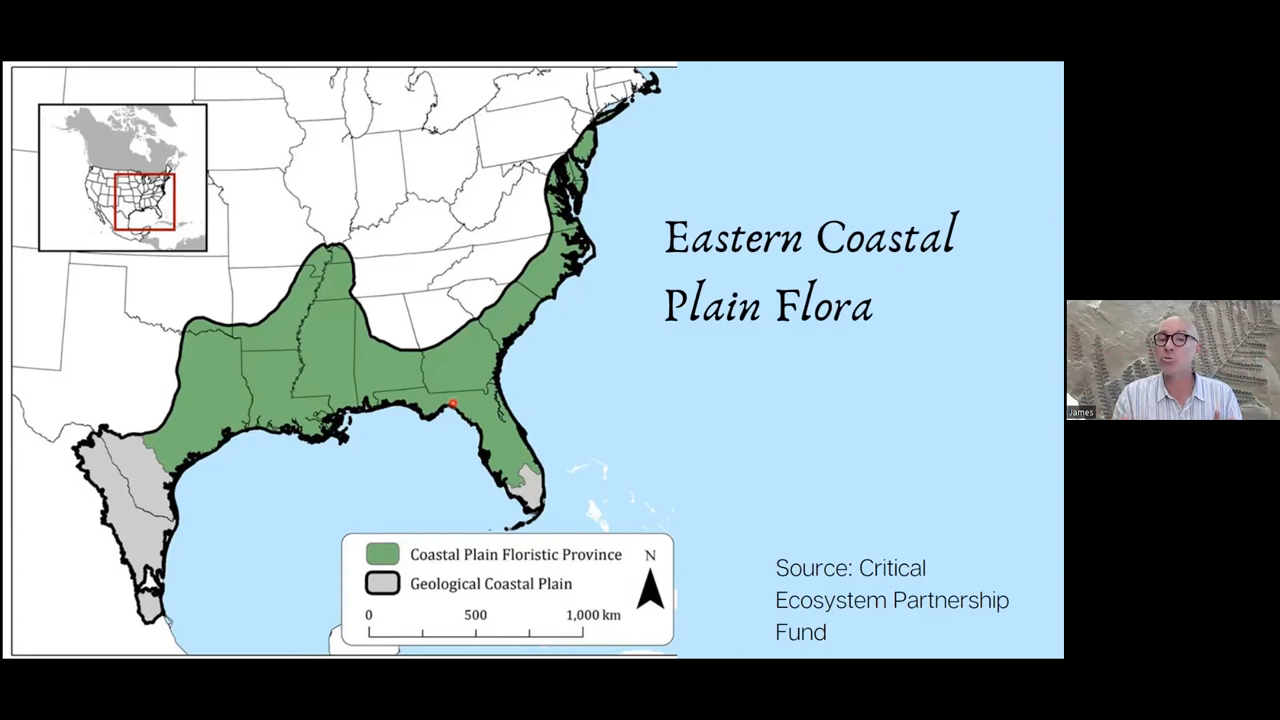 Eastern Coastal
Plain Flora
Coastal Plain Floristic Province
Geological Coastal Plain
N
0 500 1,000 km
Source: Critical
Ecosystem Partnership
Fund
James